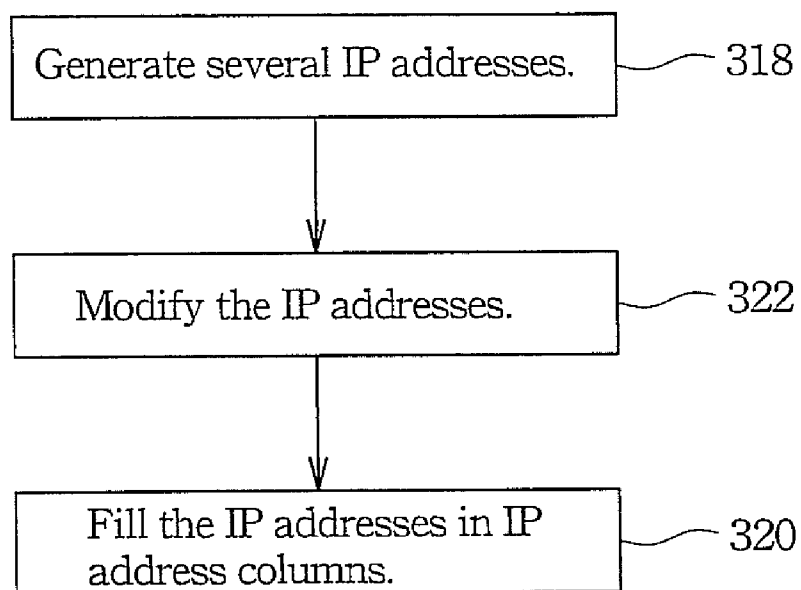 Generate several IP addresses.
318
Modify the IP addresses.
322
Fill the IP addresses in IP
address columns.
320